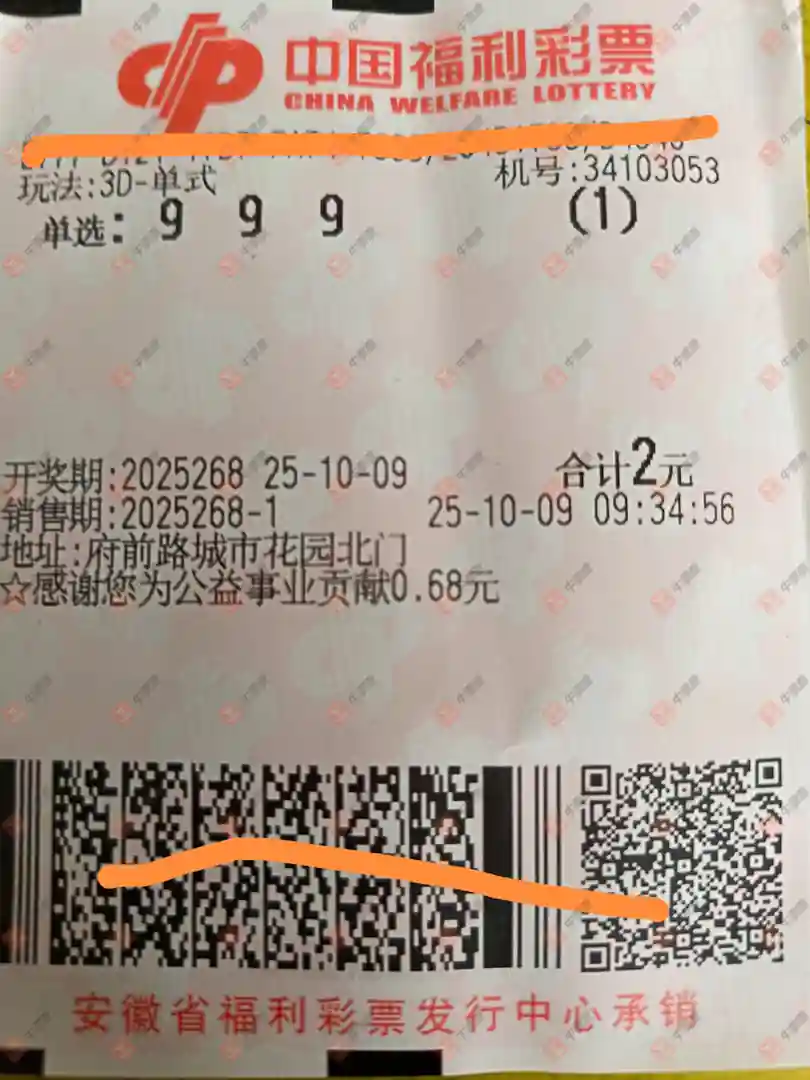 中国福利彩票
CHINA WELFARE LOTTERY
玩法:3D-单式 机号:34103053
单选: 9 9 9 (1)
开奖期:2025268 25-10-09 合计2元
销售期:2025268-1 25-10-09 09:34:56
地址:府前路城市花园北门
☆感谢您为公益事业贡献0.68元
安徽省福利彩票发行中心承销